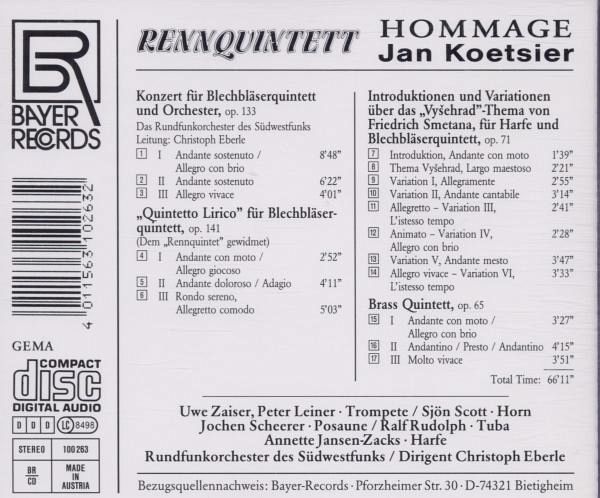 BAYER
RECORDS
RENNQUINTETT
HOMMAGE
Jan Koetsier
Konzert für Blechbläserquintett
und Orchester, op. 133
Das Rundfunkorchester des Südwestfunks
Leitung: Christoph Eberle
1 I Andante sostenuto / 8'48"
Allegro con brio
2 II Andante sostenuto 6'22"
3 III Allegro vivace 4'01"
„Quintetto Lirico" für Blechbläser-
quintett, op. 141
(Dem „Rennquintet" gewidmet)
4 I Andante con moto / 2'52"
Allegro giocoso
5 II Andante doloroso / Adagio 4'11"
6 III Rondo sereno,
Allegretto comodo 5'03"
Introduktionen und Variationen
über das „Vyšehrad"-Thema von
Friedrich Smetana, für Harfe und
Blechbläserquintett, op. 71
7 Introduktion, Andante con moto 1'39"
8 Thema Vyšehrad, Largo maestoso 2'21"
9 Variation I, Allegramente 2'55"
10 Variation II, Andante cantabile 3'14"
11 Allegretto – Variation III, 2'41"
L'istesso tempo
12 Animato – Variation IV, 2'28"
Allegro con brio
13 Variation V, Andante mesto 3'47"
14 Allegro vivace – Variation VI, 3'33"
L'istesso tempo
Brass Quintett, op. 65
15 I Andante con moto / 3'27"
Allegro con brio
16 II Andantino / Presto / Andantino 4'15"
17 III Molto vivace 3'51"
Total Time: 66'11"
4 011563 102632
GEMA
COMPACT
disc
DIGITAL AUDIO
D D D LC 8498
STEREO 100 263
BR
CD
MADE IN
AUSTRIA
Uwe Zaiser, Peter Leiner · Trompete / Sjön Scott · Horn
Jochen Scheerer · Posaune / Ralf Rudolph · Tuba
Annette Jansen-Zacks · Harfe
Rundfunkorchester des Südwestfunks / Dirigent Christoph Eberle
Bezugsquellennachweis: Bayer-Records · Pforzheimer Str. 30 · D-74321 Bietigheim